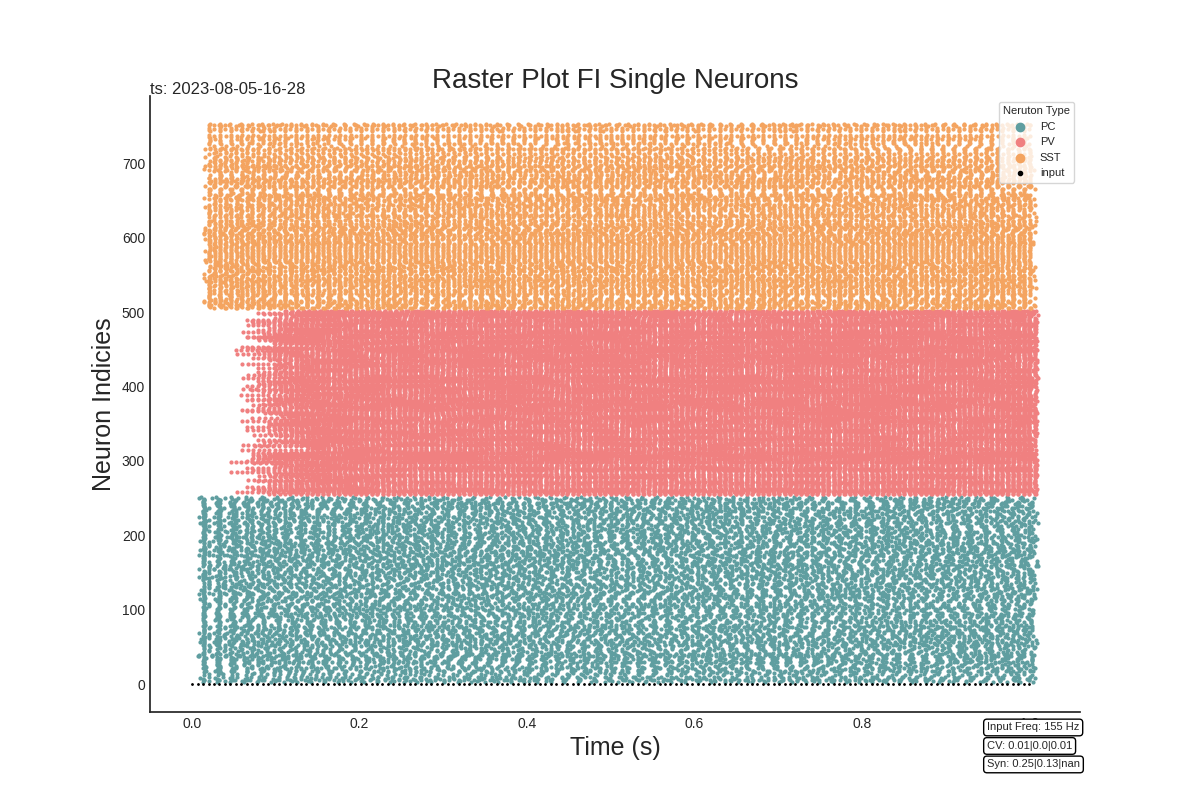 Raster Plot FI Single Neurons
ts: 2023-08-05-16-28
Neruton Type
PC
PV
SST
input
700
600
500
400
300
200
100
0
Neuron Indicies
0.0 0.2 0.4 0.6 0.8
Time (s)
Input Freq: 155 Hz
CV: 0.01|0.0|0.01
Syn: 0.25|0.13|nan